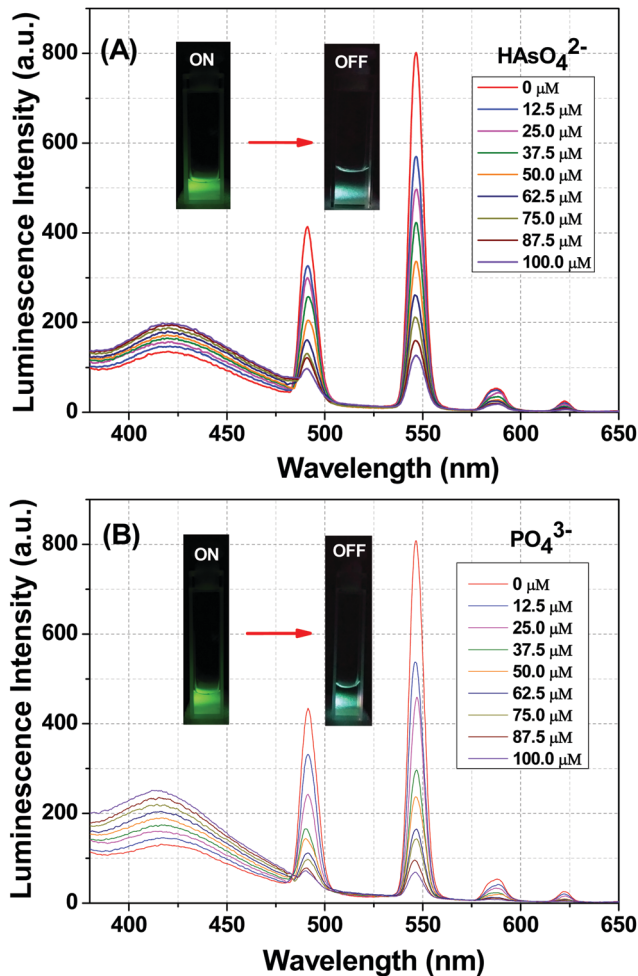 (A)
HAsO₄²⁻
ON
OFF
0 μM
12.5 μM
25.0 μM
37.5 μM
50.0 μM
62.5 μM
75.0 μM
87.5 μM
100.0 μM
800
600
400
200
0
400 450 500 550 600 650
Luminescence Intensity (a.u.)
Wavelength (nm)
(B)
PO₄³⁻
ON
OFF
0 μM
12.5 μM
25.0 μM
37.5 μM
50.0 μM
62.5 μM
75.0 μM
87.5 μM
100.0 μM
800
600
400
200
0
400 450 500 550 600 650
Luminescence Intensity (a.u.)
Wavelength (nm)